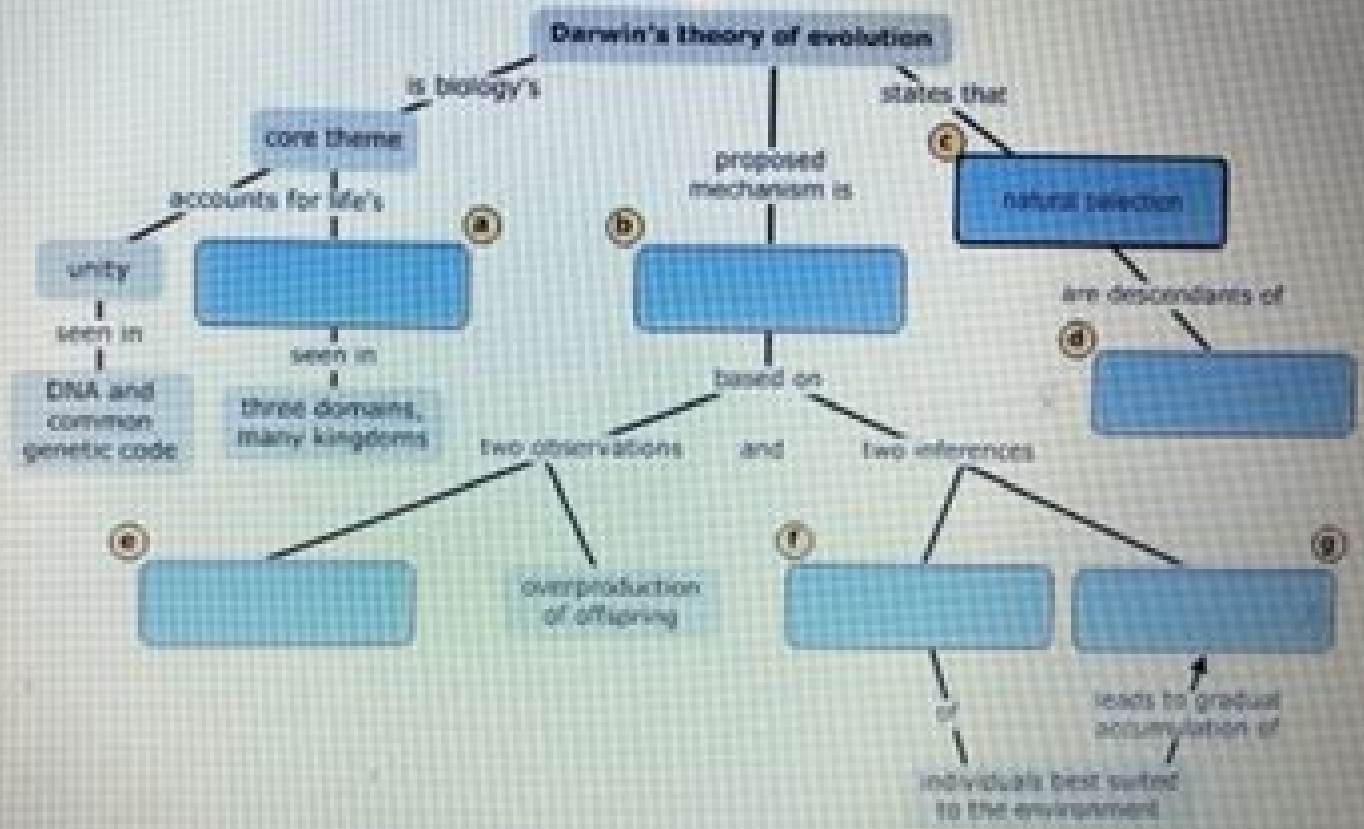 Darwin's theory of evolution
is biology's
states that
core theme
c
proposed
mechanism is
accounts for life's
natural selection
a
b
unity
are descendants of
seen in
d
seen in
based on
DNA and
common
genetic code
three domains,
many kingdoms
two observations
and
two inferences
e
f
g
overproduction
of offspring
of
leads to gradual
accumulation of
individuals best suited
to the environment